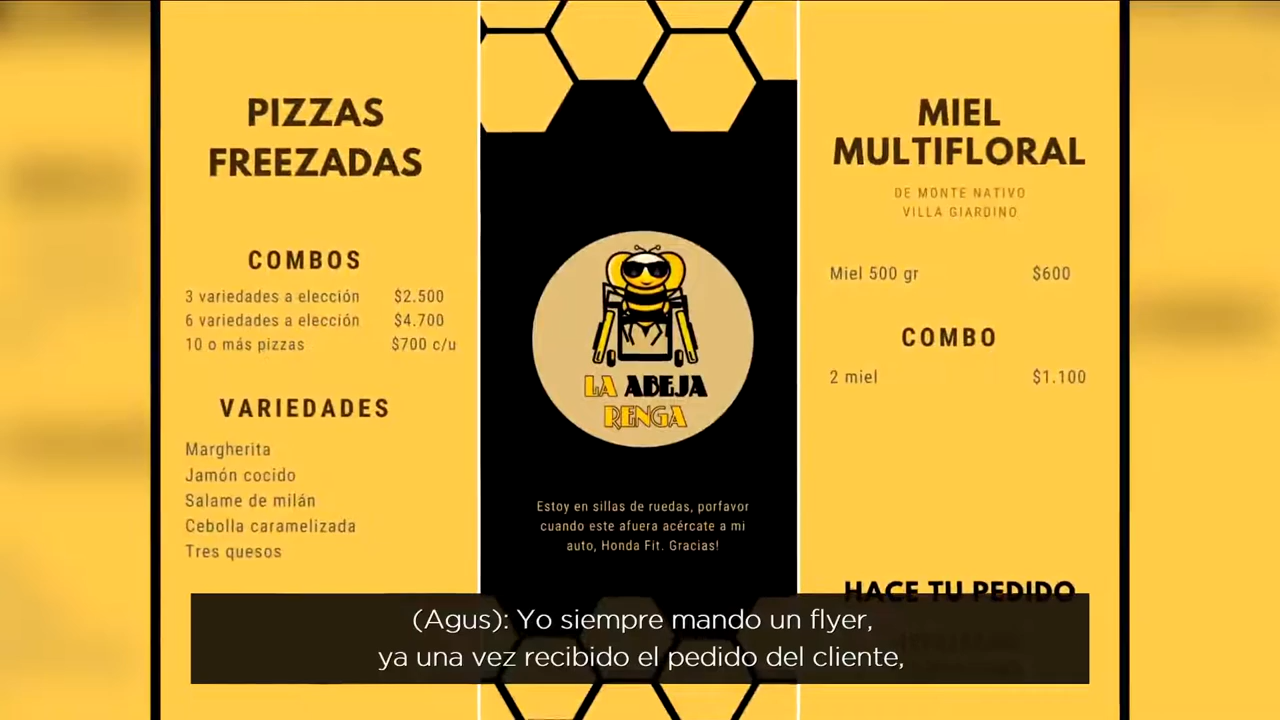 PIZZAS
FREEZADAS
COMBOS
3 variedades a elección $2.500
6 variedades a elección $4.700
10 o más pizzas $700 c/u
VARIEDADES
Margherita
Jamón cocido
Salame de milán
Cebolla caramelizada
Tres quesos
LA ABEJA
RENGA
Estoy en sillas de ruedas, porfavor
cuando este afuera acércate a mi
auto, Honda Fit. Gracias!
MIEL
MULTIFLORAL
DE MONTE NATIVO
VILLA GIARDINO
Miel 500 gr $600
COMBO
2 miel $1.100
HACE TU PEDIDO
(Agus): Yo siempre mando un flyer,
ya una vez recibido el pedido del cliente,